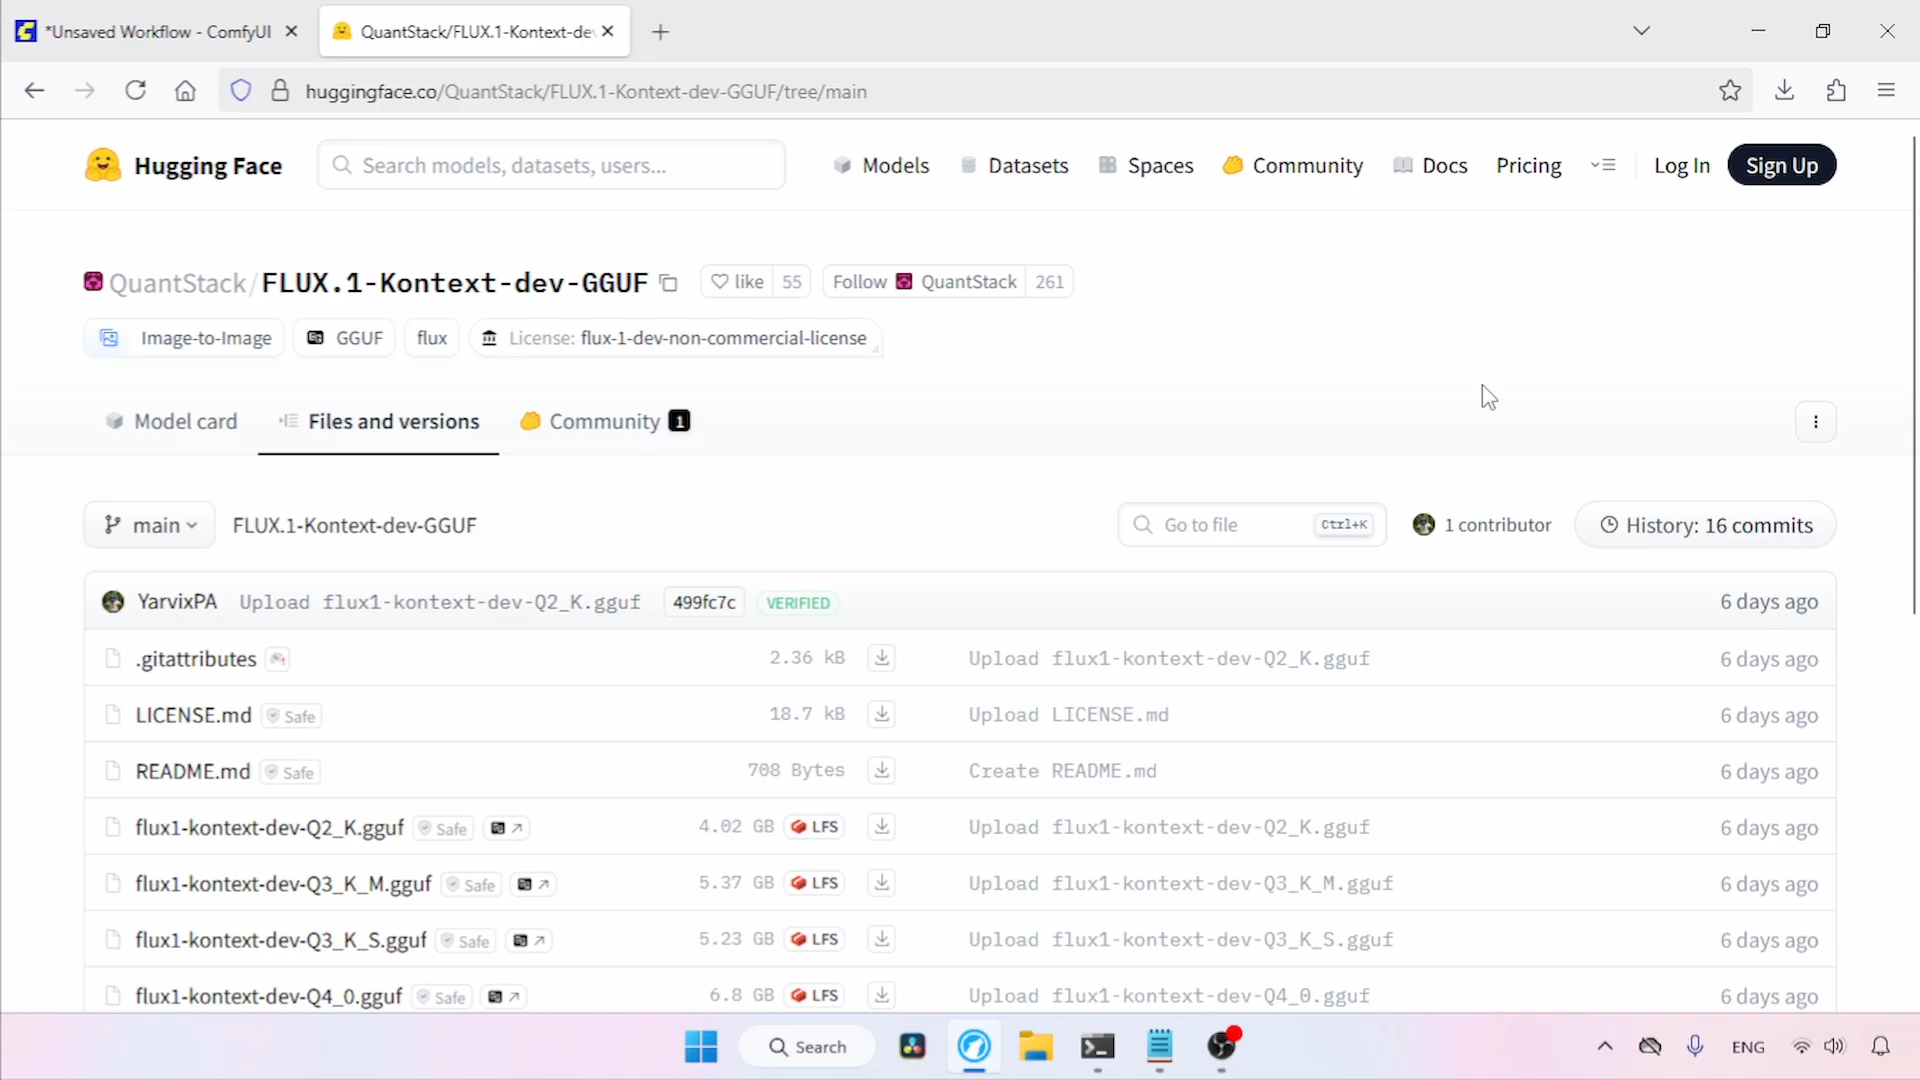 *Unsaved Workflow - ComfyUI
QuantStack/FLUX.1-Kontext-de
huggingface.co/QuantStack/FLUX.1-Kontext-dev-GGUF/tree/main
Hugging Face
Search models, datasets, users...
Models
Datasets
Spaces
Community
Docs
Pricing
Log In
Sign Up
QuantStack/FLUX.1-Kontext-dev-GGUF
like 55
Follow QuantStack 261
Image-to-Image
GGUF
flux
License: flux-1-dev-non-commercial-license
Model card
Files and versions
Community 1
main
FLUX.1-Kontext-dev-GGUF
Go to file Ctrl+K
1 contributor
History: 16 commits
YarvixPA Upload flux1-kontext-dev-Q2_K.gguf 499fc7c VERIFIED 6 days ago
.gitattributes 2.36 kB Upload flux1-kontext-dev-Q2_K.gguf 6 days ago
LICENSE.md Safe 18.7 kB Upload LICENSE.md 6 days ago
README.md Safe 708 Bytes Create README.md 6 days ago
flux1-kontext-dev-Q2_K.gguf Safe 4.02 GB LFS Upload flux1-kontext-dev-Q2_K.gguf 6 days ago
flux1-kontext-dev-Q3_K_M.gguf Safe 5.37 GB LFS Upload flux1-kontext-dev-Q3_K_M.gguf 6 days ago
flux1-kontext-dev-Q3_K_S.gguf Safe 5.23 GB LFS Upload flux1-kontext-dev-Q3_K_S.gguf 6 days ago
flux1-kontext-dev-Q4_0.gguf Safe 6.8 GB LFS Upload flux1-kontext-dev-Q4_0.gguf 6 days ago
Search
ENG